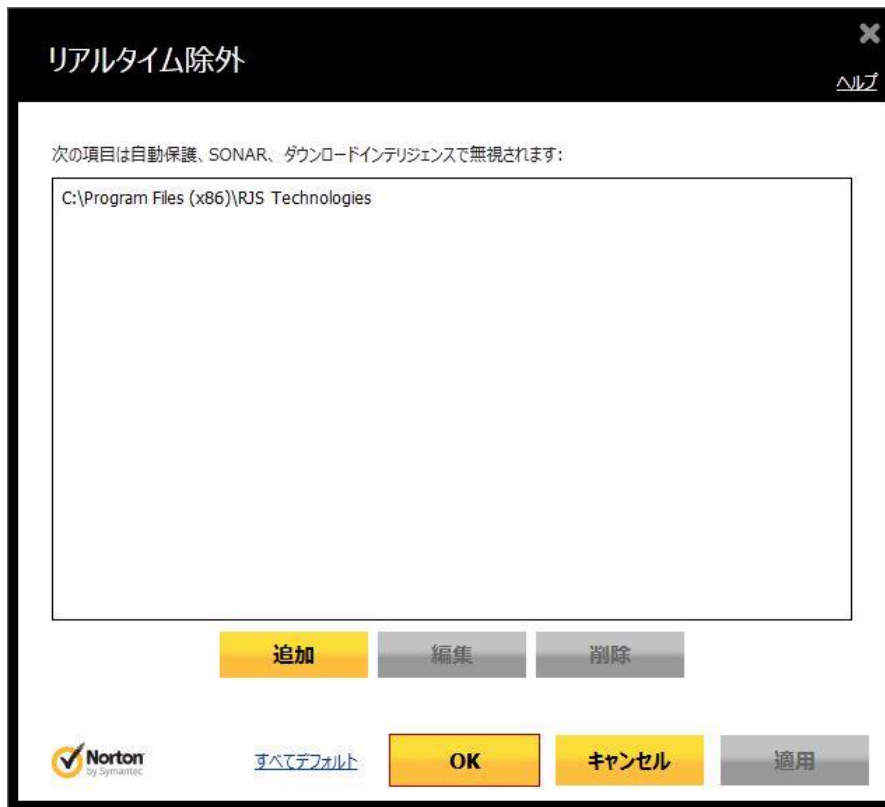 リアルタイム除外
ヘルプ
次の項目は自動保護、SONAR、ダウンロードインテリジェンスで無視されます:
C:\Program Files (x86)\RJS Technologies
追加
編集
削除
Norton
by Symantec
すべてデフォルト
OK
キャンセル
適用